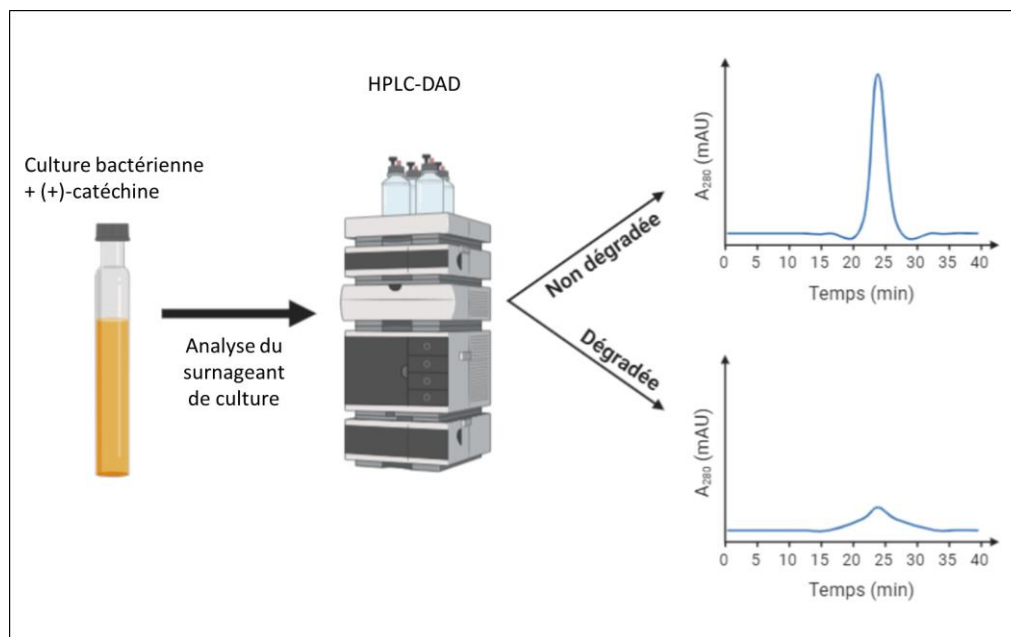 HPLC-DAD
Culture bactérienne
+ (+)-catéchine
Analyse du
surnageant
de culture
Non dégradée
Dégradée
A₂₈₀ (mAU)
0 5 10 15 20 25 30 35 40
Temps (min)
A₂₈₀ (mAU)
0 5 10 15 20 25 30 35 40
Temps (min)